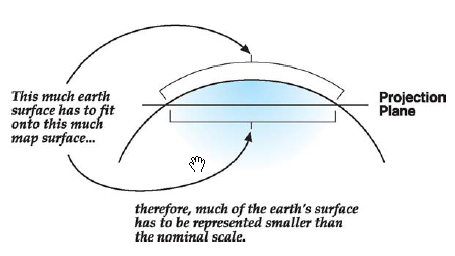 This much earth
surface has to fit
onto this much
map surface...
Projection
Plane
therefore, much of the earth's surface
has to be represented smaller than
the nominal scale.